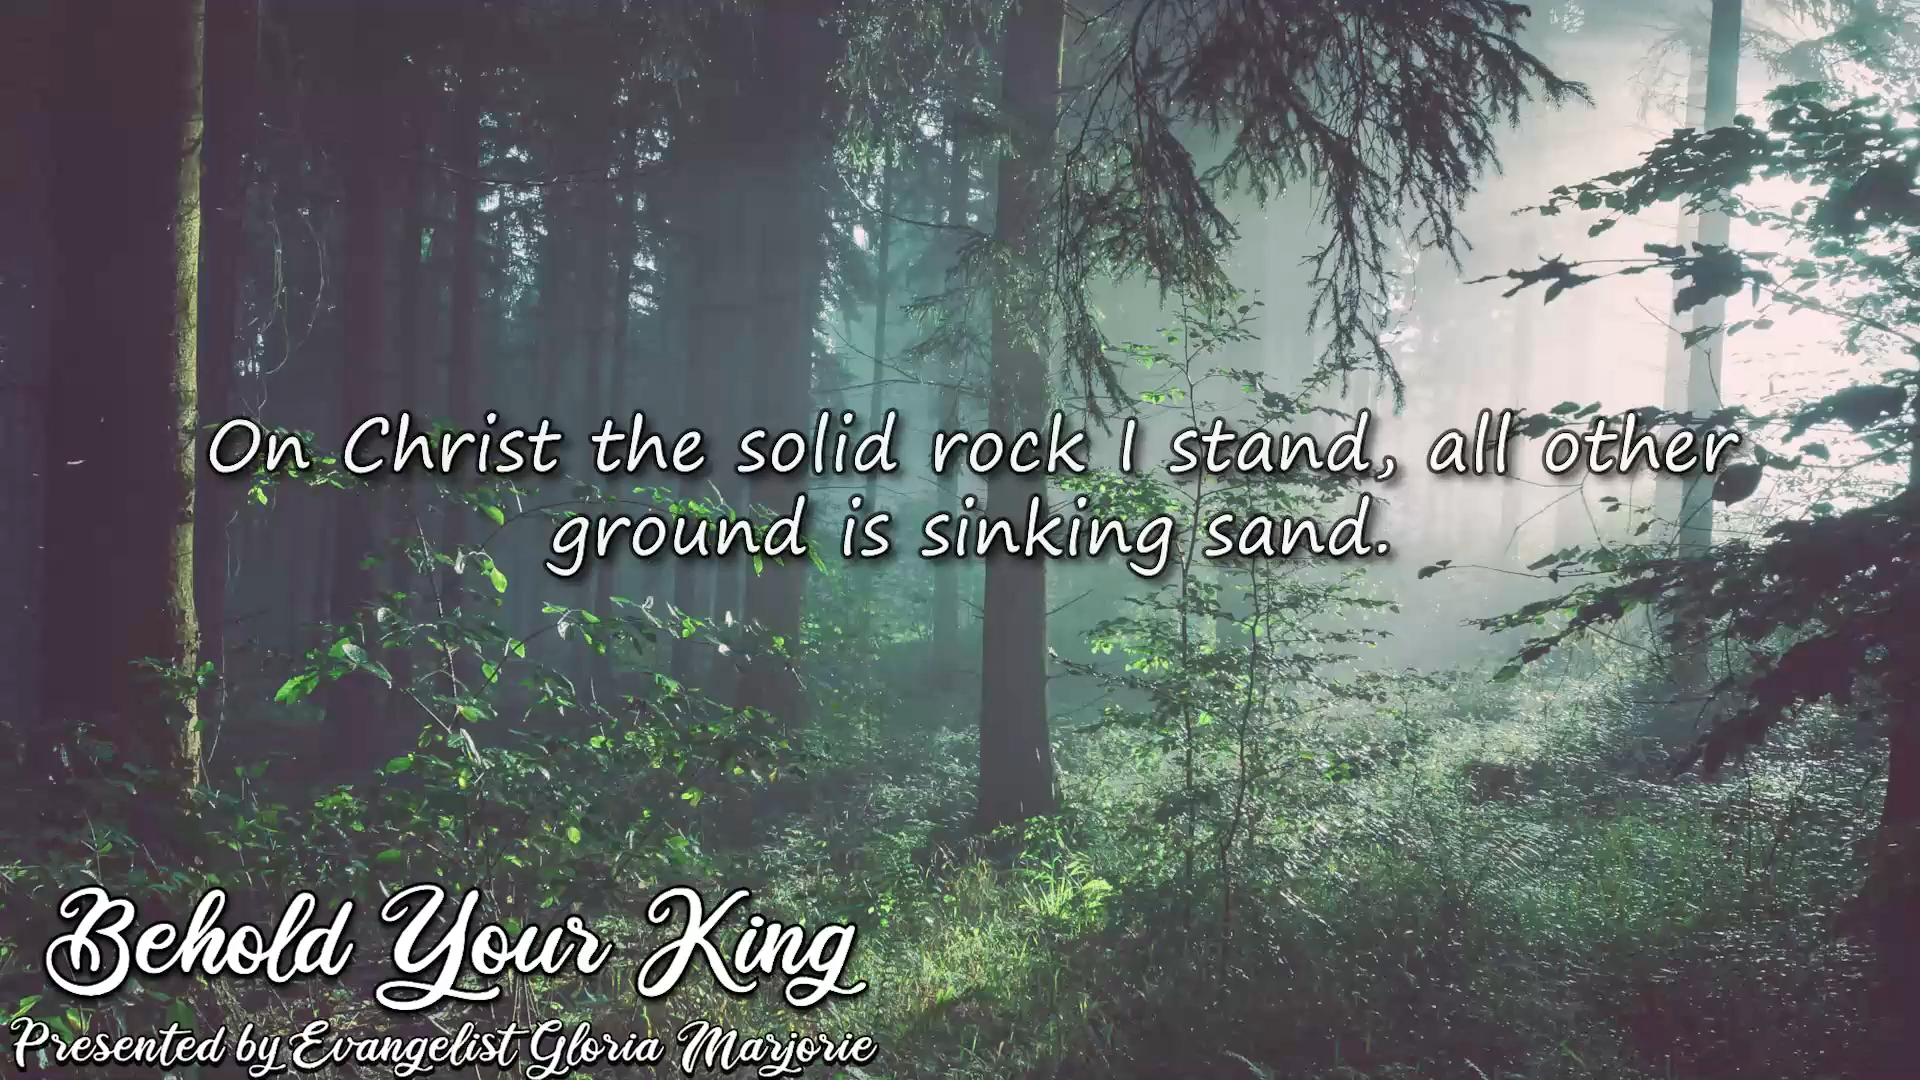 On Christ the solid rock I stand, all other
ground is sinking sand.
Behold Your King
Presented by Evangelist Gloria Marjorie